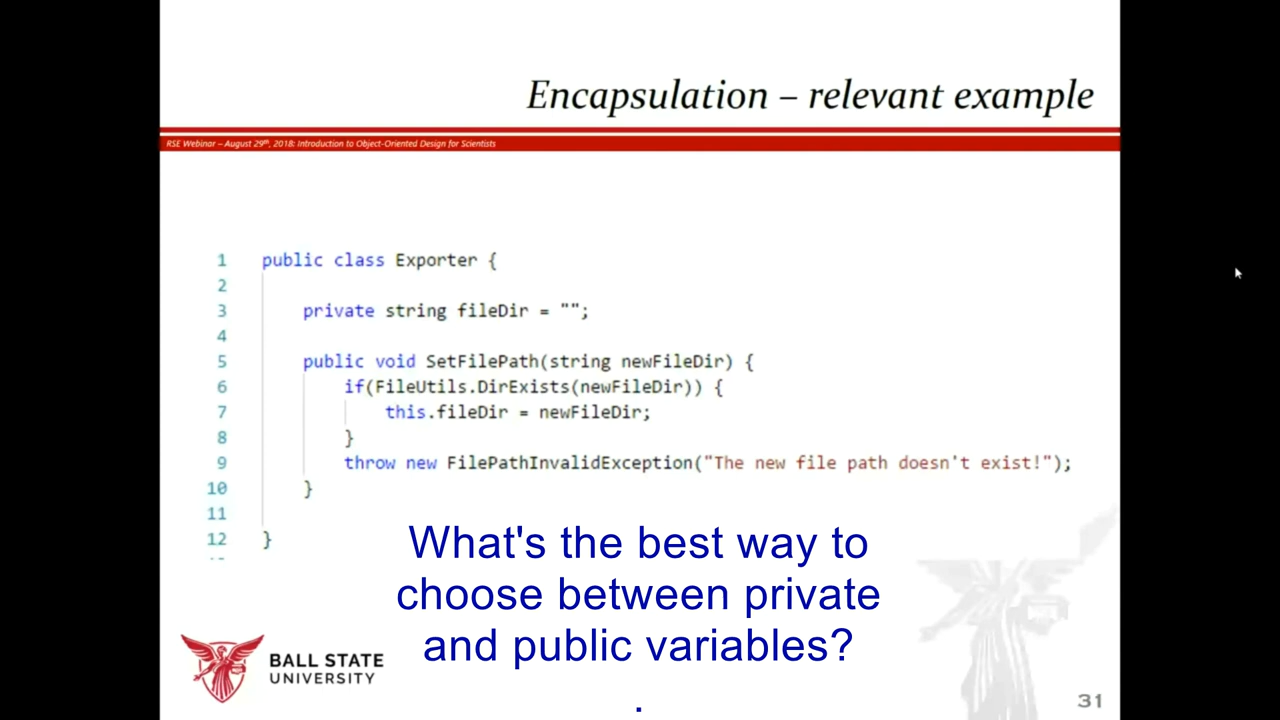 Encapsulation – relevant example
RSE Webinar – August 29th, 2018: Introduction to Object-Oriented Design for Scientists
1 public class Exporter {
2
3 private string fileDir = "";
4
5 public void SetFilePath(string newFileDir) {
6 if(FileUtils.DirExists(newFileDir)) {
7 this.fileDir = newFileDir;
8 }
9 throw new FilePathInvalidException("The new file path doesn't exist!");
10 }
11
12 }
What's the best way to
choose between private
and public variables?
.
BALL STATE
UNIVERSITY
31